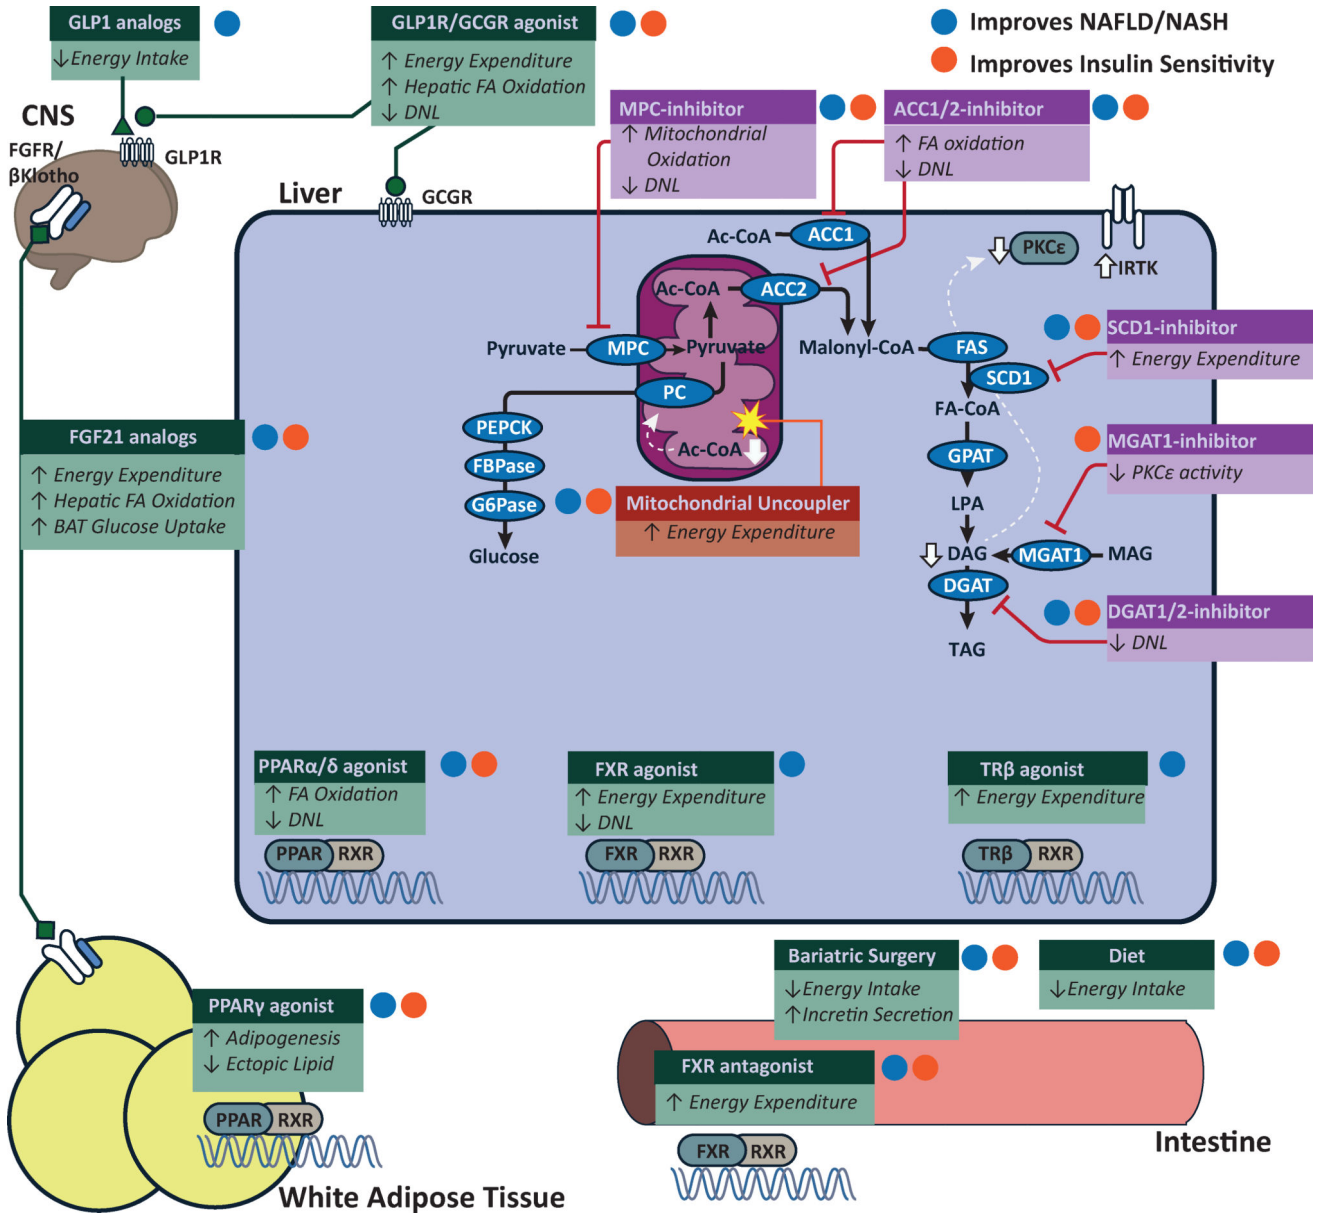 GLP1 analogs
↓Energy Intake
GLP1R/GCGR agonist
↑ Energy Expenditure
↑ Hepatic FA Oxidation
↓ DNL
Improves NAFLD/NASH
Improves Insulin Sensitivity
CNS
FGFR/
βKlotho
GLP1R
GCGR
MPC-inhibitor
↑ Mitochondrial
Oxidation
↓ DNL
ACC1/2-inhibitor
↑ FA oxidation
↓ DNL
Liver
Ac-CoA
ACC1
PKCε
IRTK
Ac-CoA
ACC2
Pyruvate
MPC
Pyruvate
Malonyl-CoA
FAS
SCD1
SCD1-inhibitor
↑ Energy Expenditure
PC
FA-CoA
PEPCK
Ac-CoA
FBPase
G6Pase
Glucose
GPAT
LPA
MGAT1-inhibitor
↓ PKCε activity
FGF21 analogs
↑ Energy Expenditure
↑ Hepatic FA Oxidation
↑ BAT Glucose Uptake
Mitochondrial Uncoupler
↑ Energy Expenditure
DAG
MGAT1
MAG
DGAT
TAG
DGAT1/2-inhibitor
↓ DNL
PPARα/δ agonist
↑ FA Oxidation
↓ DNL
PPAR
RXR
FXR agonist
↑ Energy Expenditure
↓ DNL
FXR
RXR
TRβ agonist
↑ Energy Expenditure
TRβ
RXR
Bariatric Surgery
↓Energy Intake
↑Incretin Secretion
Diet
↓Energy Intake
PPARγ agonist
↑ Adipogenesis
↓ Ectopic Lipid
PPAR
RXR
White Adipose Tissue
FXR antagonist
↑ Energy Expenditure
FXR
RXR
Intestine